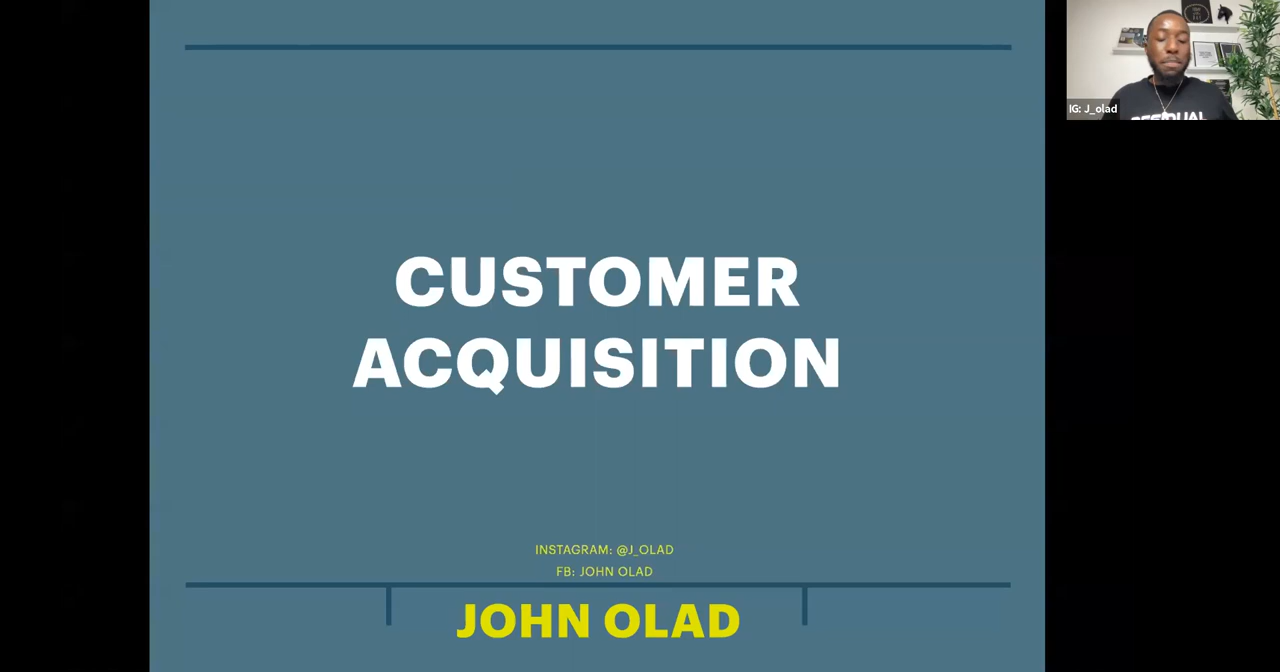 CUSTOMER
ACQUISITION
INSTAGRAM: @J_OLAD
FB: JOHN OLAD
JOHN OLAD
IG: J_olad